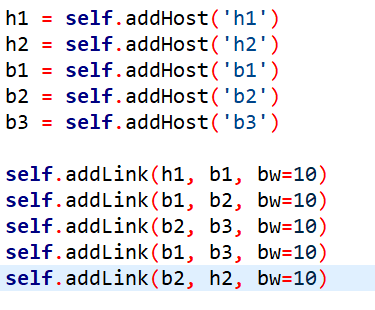 h1 = self.addHost('h1')
h2 = self.addHost('h2')
b1 = self.addHost('b1')
b2 = self.addHost('b2')
b3 = self.addHost('b3')
self.addLink(h1, b1, bw=10)
self.addLink(b1, b2, bw=10)
self.addLink(b2, b3, bw=10)
self.addLink(b1, b3, bw=10)
self.addLink(b2, h2, bw=10)